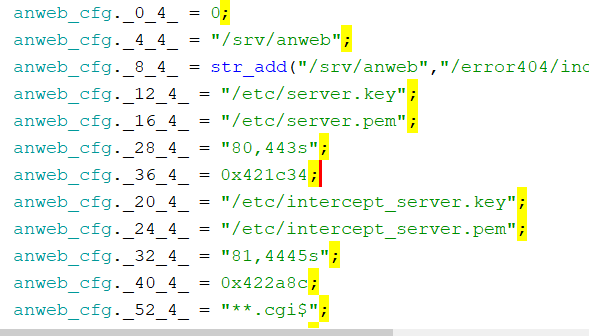 anweb_cfg._0_4_ = 0;
anweb_cfg._4_4_ = "/srv/anweb";
anweb_cfg._8_4_ = str_add("/srv/anweb","/error404/in
anweb_cfg._12_4_ = "/etc/server.key";
anweb_cfg._16_4_ = "/etc/server.pem";
anweb_cfg._28_4_ = "80,443s";
anweb_cfg._36_4_ = 0x421c34;
anweb_cfg._20_4_ = "/etc/intercept_server.key";
anweb_cfg._24_4_ = "/etc/intercept_server.pem";
anweb_cfg._32_4_ = "81,4445s";
anweb_cfg._40_4_ = 0x422a8c;
anweb_cfg._52_4_ = "**.cgi$";